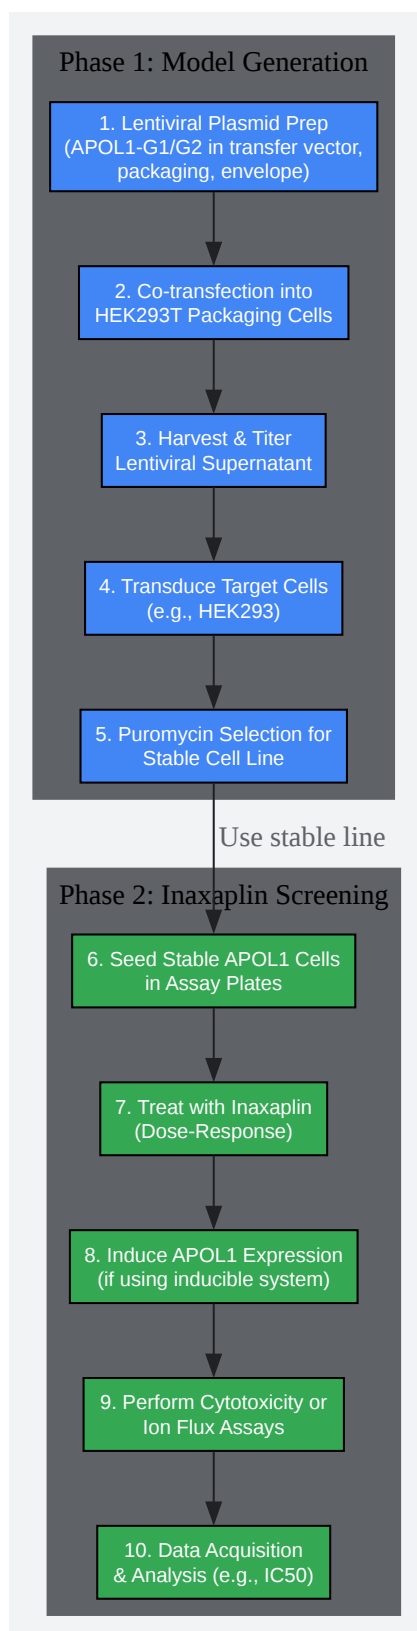 Phase 1: Model Generation
1. Lentiviral Plasmid Prep
(APOL1-G1/G2 in transfer vector,
packaging, envelope)
2. Co-transfection into
HEK293T Packaging Cells
3. Harvest & Titer
Lentiviral Supernatant
4. Transduce Target Cells
(e.g., HEK293)
5. Puromycin Selection for
Stable Cell Line
Use stable line
Phase 2: Inaxaplin Screening
6. Seed Stable APOL1 Cells
in Assay Plates
7. Treat with Inaxaplin
(Dose-Response)
8. Induce APOL1 Expression
(if using inducible system)
9. Perform Cytotoxicity or
Ion Flux Assays
10. Data Acquisition
& Analysis (e.g., IC50)